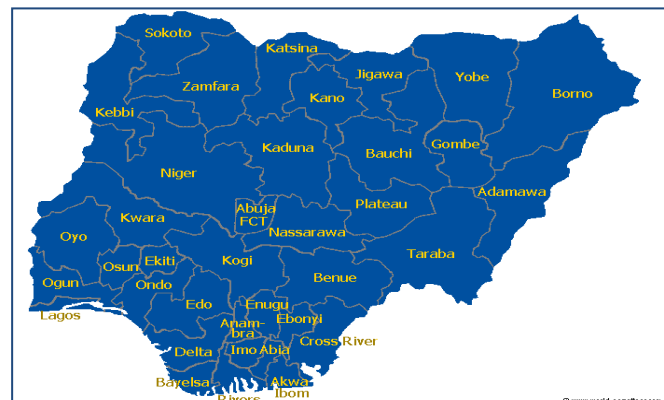 Sokoto
Katsina
Jigawa
Yobe
Borno
Zamfara
Kano
Kebbi
Kaduna
Bauchi
Gombe
Niger
Adamawa
Abuja
FCT
Plateau
Kwara
Nassarawa
Oyo
Taraba
Osun
Ekiti
Kogi
Benue
Ogun
Ondo
Edo
Enugu
Lagos
Anam-
bra
Ebonyi
Cross River
Delta
Imo
Abia
Bayelsa
Akwa
Ibom
Rivers